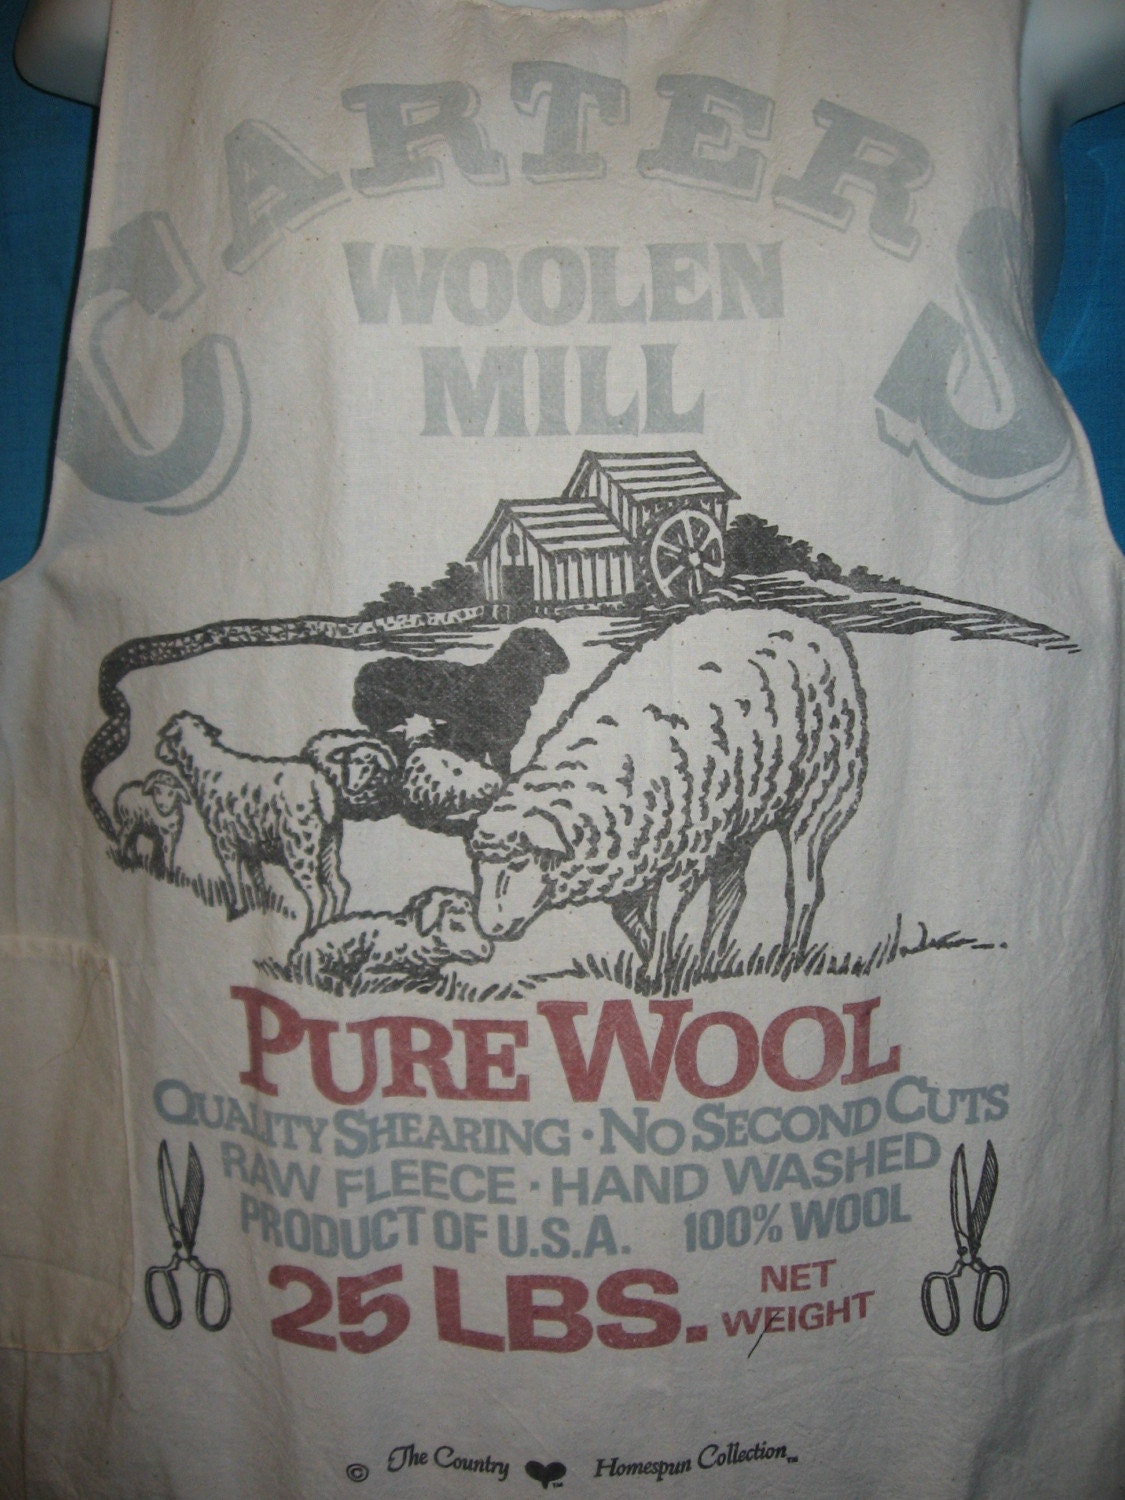 CARTERS
WOOLEN
MILL
PURE WOOL
QUALITY SHEARING · NO SECOND CUTS
RAW FLEECE · HAND WASHED
PRODUCT OF U.S.A. 100% WOOL
25 LBS. NET WEIGHT
© The Country Homespun Collection™